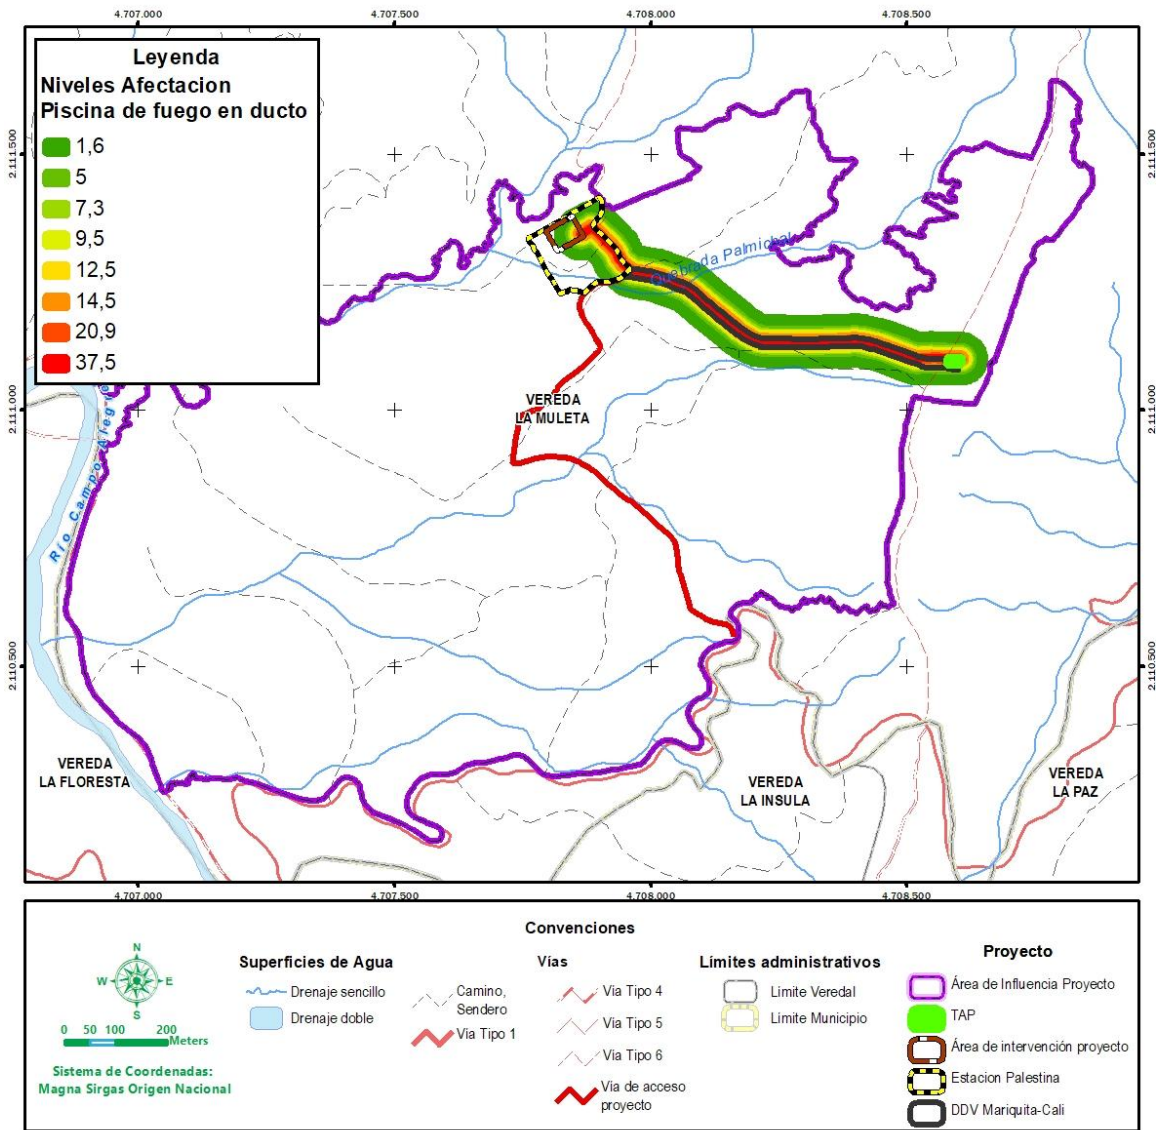 4.707.000
4.707.500
4.708.000
4.708.500
Leyenda
Niveles Afectacion
Piscina de fuego en ducto
1,6
5
7,3
9,5
12,5
14,5
20,9
37,5
2.111.500
2.111.500
Quebrada Palmichal
2.111.000
2.111.000
VEREDA
LA MULETA
Río Campo Alegre
2.110.500
2.110.500
VEREDA
LA FLORESTA
VEREDA
LA INSULA
VEREDA
LA PAZ
4.707.000
4.707.500
4.708.000
4.708.500
Convenciones
N
W
E
S
0 50 100 200
Meters
Sistema de Coordenadas:
Magna Sirgas Origen Nacional
Superficies de Agua
Drenaje sencillo
Drenaje doble
Vías
Camino,
Sendero
Via Tipo 1
Via Tipo 4
Via Tipo 5
Via Tipo 6
Via de acceso
proyecto
Límites administrativos
Limite Veredal
Limite Municipio
Proyecto
Área de Influencia Proyecto
TAP
Área de intervención proyecto
Estacion Palestina
DDV Mariquita-Cali